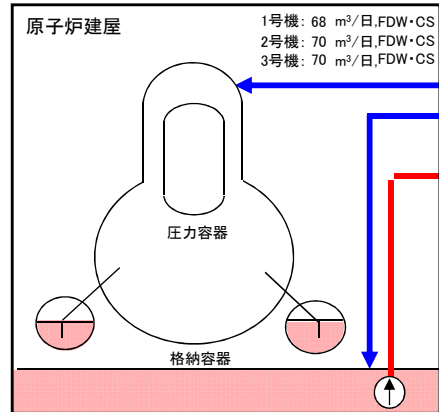 原子炉建屋
1号機: 68 m³/日,FDW・CS
2号機: 70 m³/日,FDW・CS
3号機: 70 m³/日,FDW・CS
圧力容器
格納容器